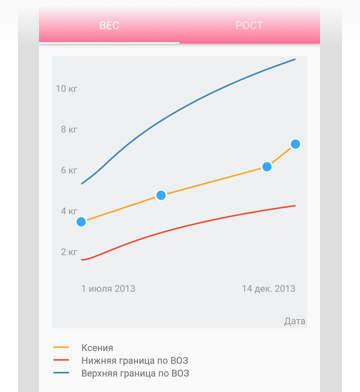 ВЕС РОСТ
10 кг
8 кг
6 кг
4 кг
2 кг
1 июля 2013 14 дек. 2013
Дата
Ксения
Нижняя граница по ВОЗ
Верхняя граница по ВОЗ